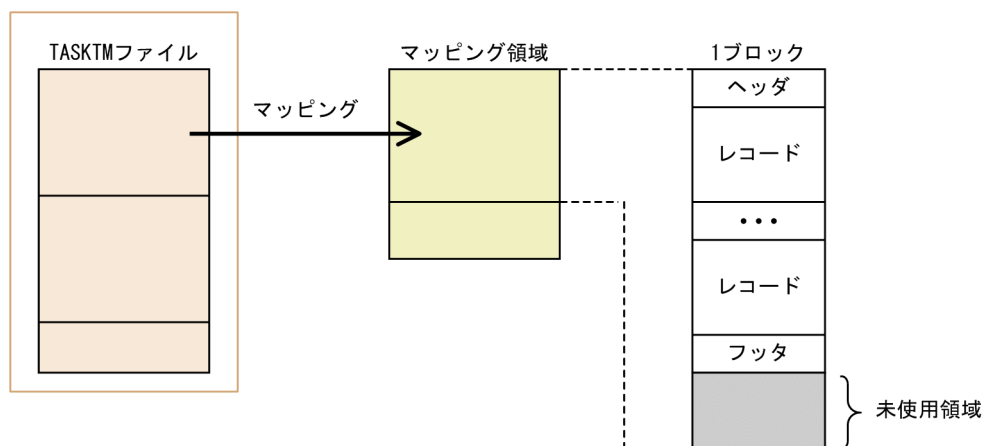 TASKTMファイル
マッピング領域
1ブロック
ヘッダ
マッピング
レコード
・・・
レコード
フッタ
未使用領域